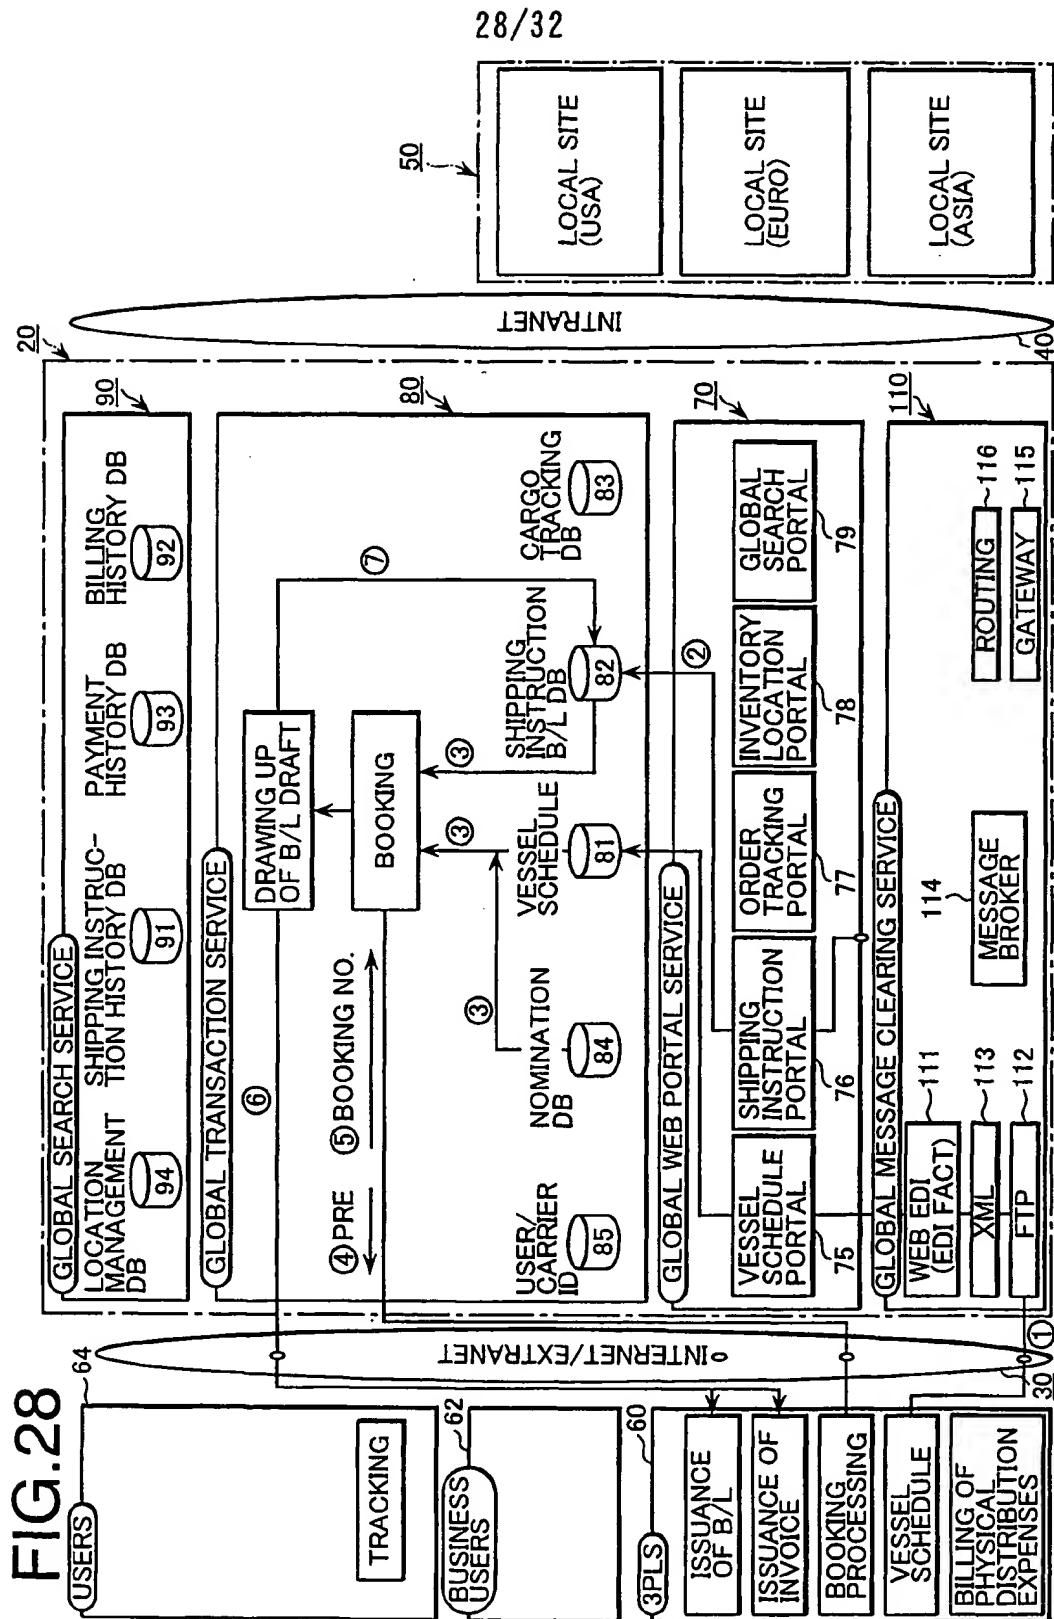 28/32
FIG.28
USERS
64
TRACKING
BUSINESS
USERS
62
3PLS
60
ISSUANCE
OF B/L
ISSUANCE OF
INVOICE
BOOKING
PROCESSING
VESSEL
SCHEDULE
BILLING OF
PHYSICAL
DISTRIBUTION
EXPENSES
INTERNET/EXTRANET
30
①
20
GLOBAL SEARCH SERVICE
90
LOCATION
MANAGEMENT
DB
94
SHIPPING INSTRUC-
TION HISTORY DB
91
PAYMENT
HISTORY DB
93
BILLING
HISTORY DB
92
GLOBAL TRANSACTION SERVICE
80
⑥
DRAWING UP
OF B/L DRAFT
⑦
④PRE
⑤BOOKING NO.
BOOKING
③
③
③
USER/
CARRIER
ID
85
NOMINATION
DB
84
VESSEL
SCHEDULE
81
SHIPPING
INSTRUCTION
B/L DB
82
CARGO
TRACKING
DB
83
②
GLOBAL WEB PORTAL SERVICE
70
VESSEL
SCHEDULE
PORTAL
75
SHIPPING
INSTRUCTION
PORTAL
76
ORDER
TRACKING
PORTAL
77
INVENTORY
LOCATION
PORTAL
78
GLOBAL
SEARCH
PORTAL
79
GLOBAL MESSAGE CLEARING SERVICE
110
WEB EDI
(EDI FACT)
111
XML
113
FTP
112
114
MESSAGE
BROKER
ROUTING
116
GATEWAY
115
INTRANET
40
50
LOCAL SITE
(USA)
LOCAL SITE
(EURO)
LOCAL SITE
(ASIA)